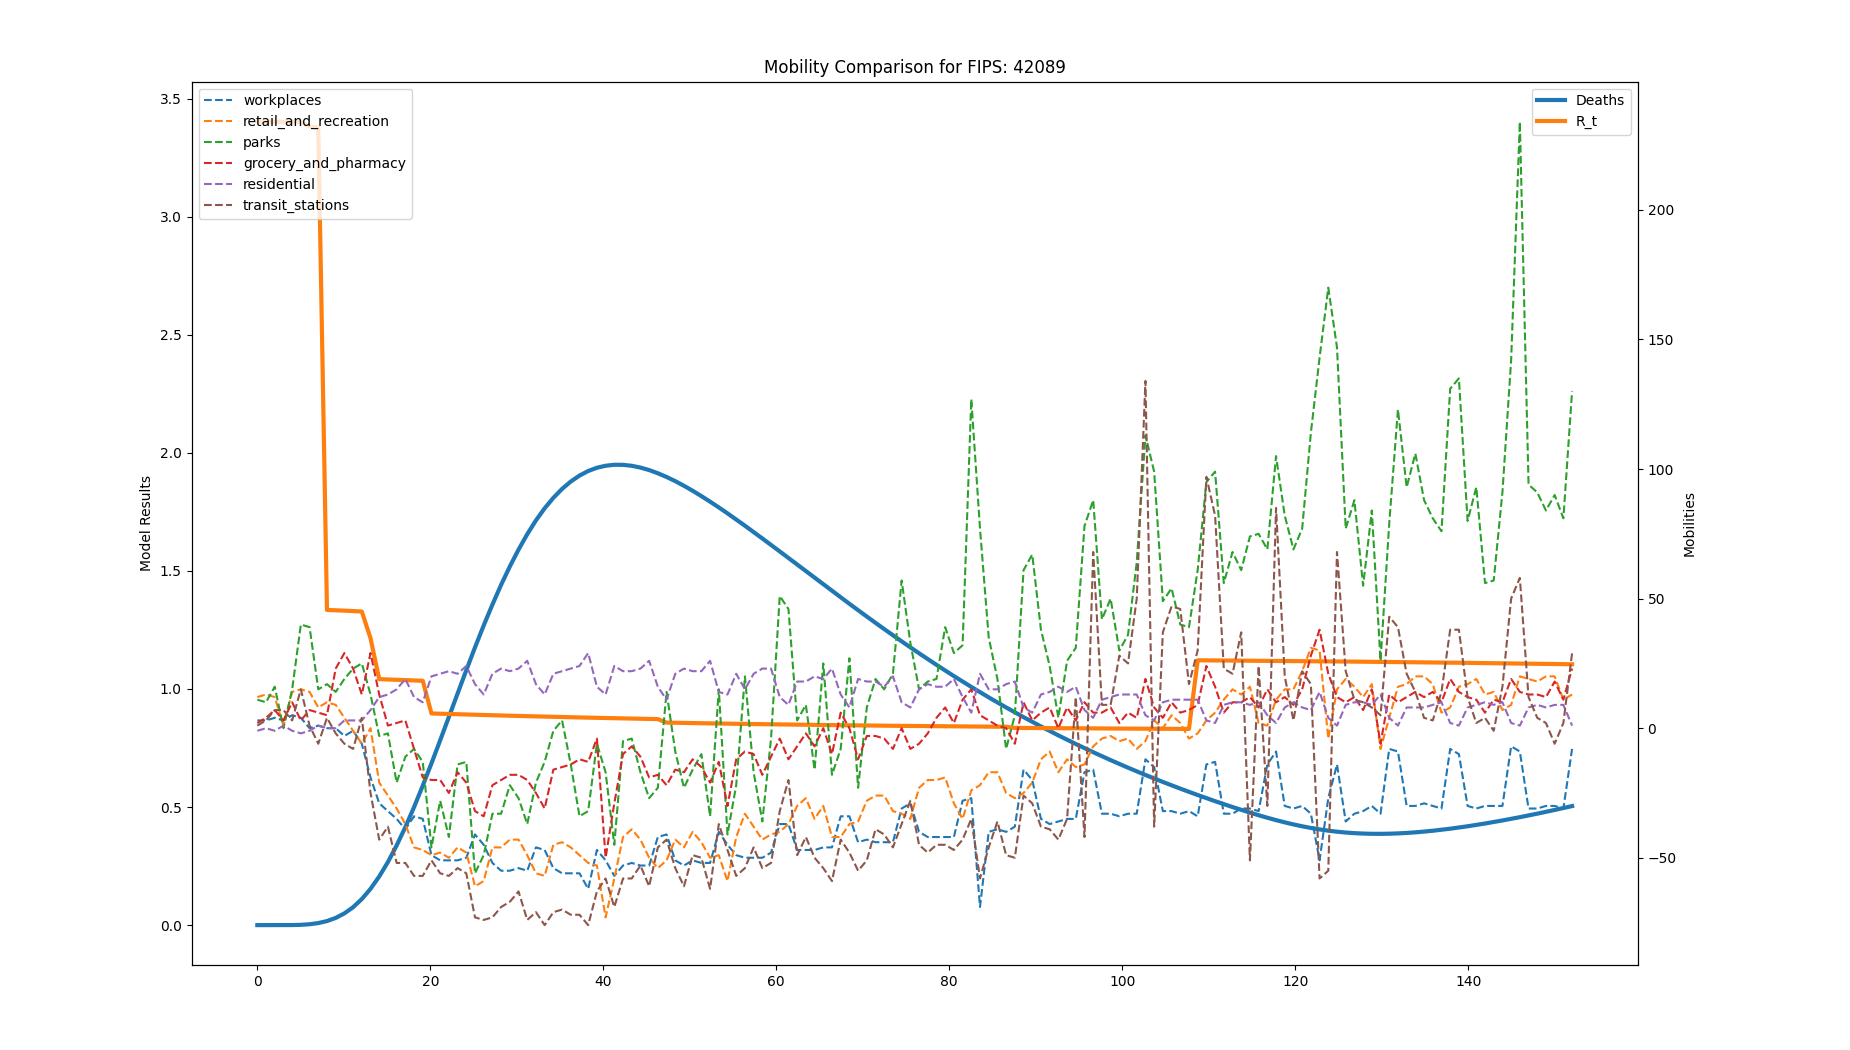 Mobility Comparison for FIPS: 42089
workplaces
retail_and_recreation
parks
grocery_and_pharmacy
residential
transit_stations
Deaths
R_t
3.5
3.0
2.5
2.0
1.5
1.0
0.5
0.0
Model Results
200
150
100
50
0
−50
Mobilities
0 20 40 60 80 100 120 140